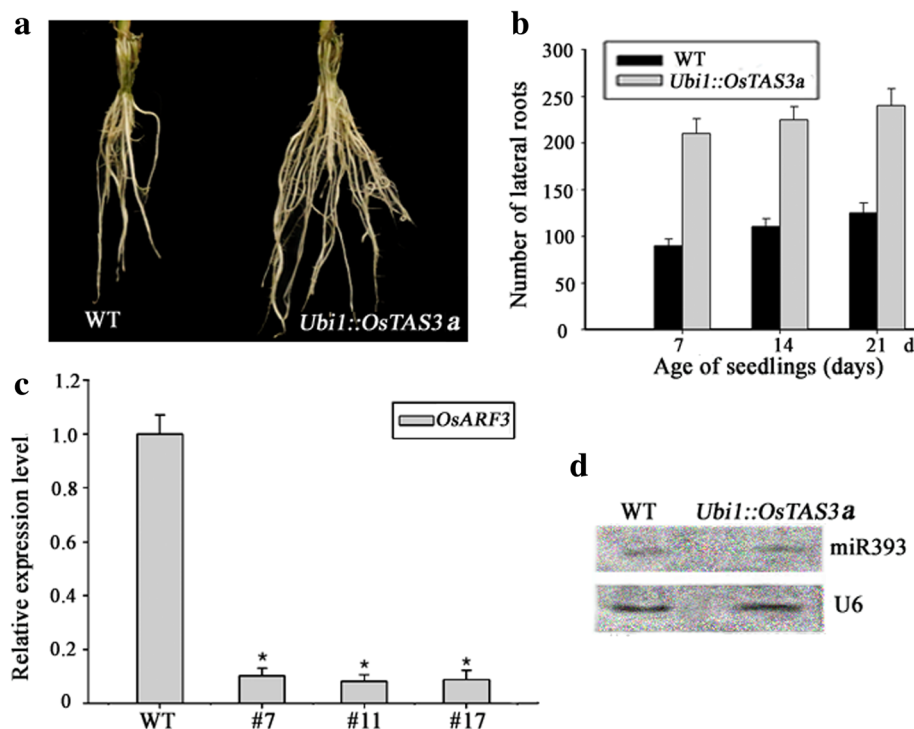 a
WT
Ubi1::OsTAS3a
b
Number of lateral roots
300
250
200
150
100
50
0
WT
Ubi1::OsTAS3a
7
14
21
d
Age of seedlings (days)
c
Relative expression level
1.2
1.0
0.8
0.6
0.4
0.2
0
OsARF3
*
*
*
WT
#7
#11
#17
d
WT
Ubi1::OsTAS3a
miR393
U6